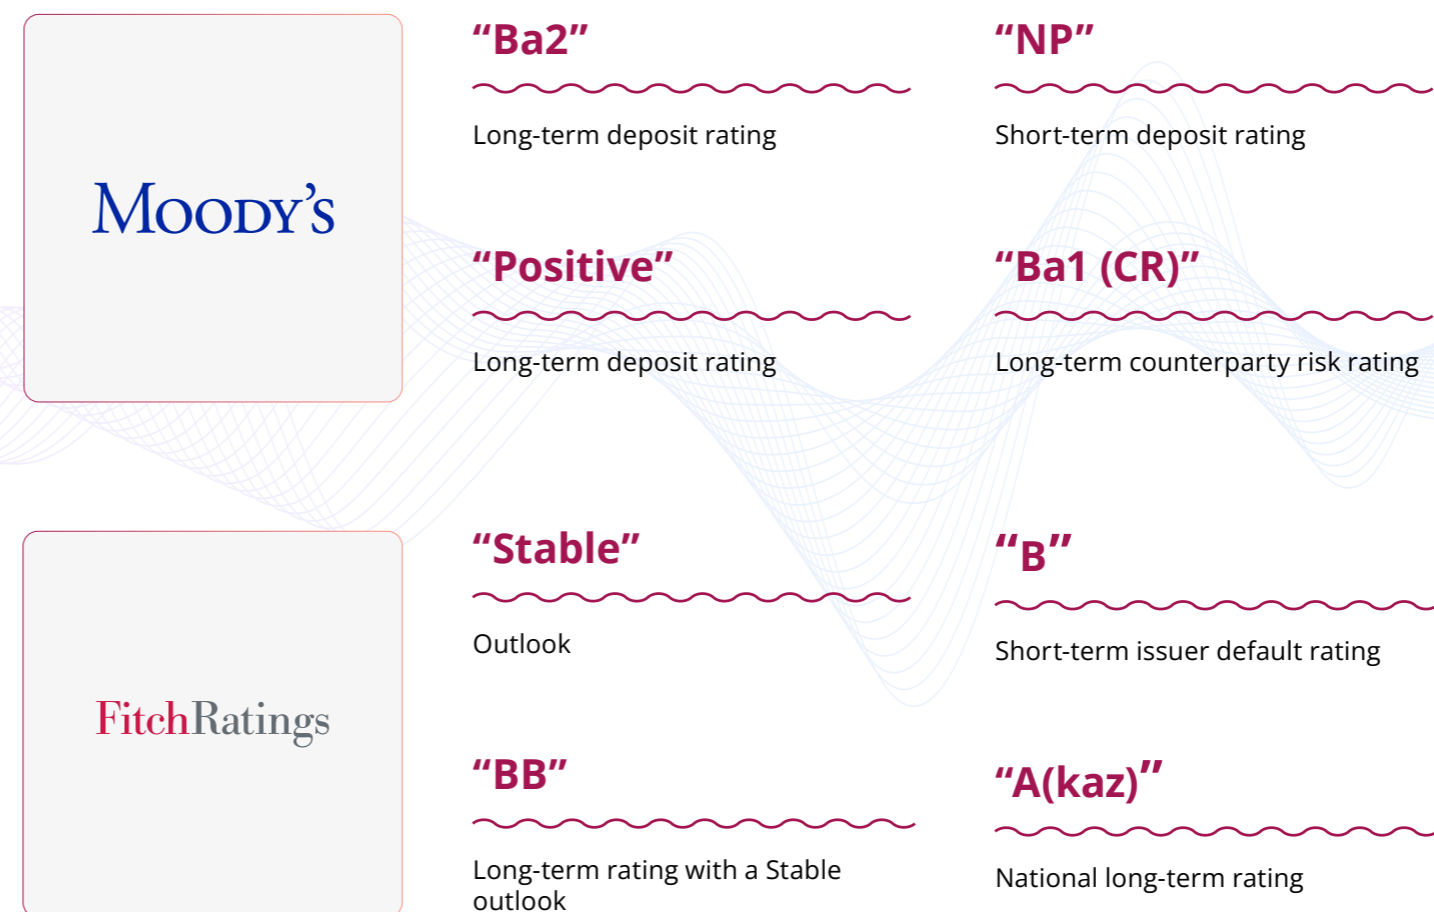 MOODY’S
“Ba2”
Long-term deposit rating
“NP”
Short-term deposit rating
“Positive”
Long-term deposit rating
“Ba1 (CR)”
Long-term counterparty risk rating
FitchRatings
“Stable”
Outlook
“B”
Short-term issuer default rating
“BB”
Long-term rating with a Stable
outlook
“A(kaz)”
National long-term rating